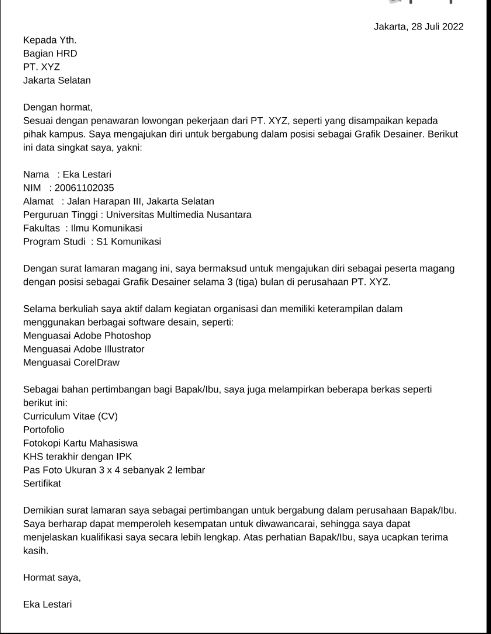 Jakarta, 28 Juli 2022
Kepada Yth.
Bagian HRD
PT. XYZ
Jakarta Selatan
Dengan hormat,
Sesuai dengan penawaran lowongan pekerjaan dari PT. XYZ, seperti yang disampaikan kepada
pihak kampus. Saya mengajukan diri untuk bergabung dalam posisi sebagai Grafik Desainer. Berikut
ini data singkat saya, yakni:
Nama : Eka Lestari
NIM : 20061102035
Alamat : Jalan Harapan III, Jakarta Selatan
Perguruan Tinggi : Universitas Multimedia Nusantara
Fakultas : Ilmu Komunikasi
Program Studi : S1 Komunikasi
Dengan surat lamaran magang ini, saya bermaksud untuk mengajukan diri sebagai peserta magang
dengan posisi sebagai Grafik Desainer selama 3 (tiga) bulan di perusahaan PT. XYZ.
Selama berkuliah saya aktif dalam kegiatan organisasi dan memiliki keterampilan dalam
menggunakan berbagai software desain, seperti:
Menguasai Adobe Photoshop
Menguasai Adobe Illustrator
Menguasai CorelDraw
Sebagai bahan pertimbangan bagi Bapak/Ibu, saya juga melampirkan beberapa berkas seperti
berikut ini:
Curriculum Vitae (CV)
Portofolio
Fotokopi Kartu Mahasiswa
KHS terakhir dengan IPK
Pas Foto Ukuran 3 x 4 sebanyak 2 lembar
Sertifikat
Demikian surat lamaran saya sebagai pertimbangan untuk bergabung dalam perusahaan Bapak/Ibu.
Saya berharap dapat memperoleh kesempatan untuk diwawancarai, sehingga saya dapat
menjelaskan kualifikasi saya secara lebih lengkap. Atas perhatian Bapak/Ibu, saya ucapkan terima
kasih.
Hormat saya,
Eka Lestari